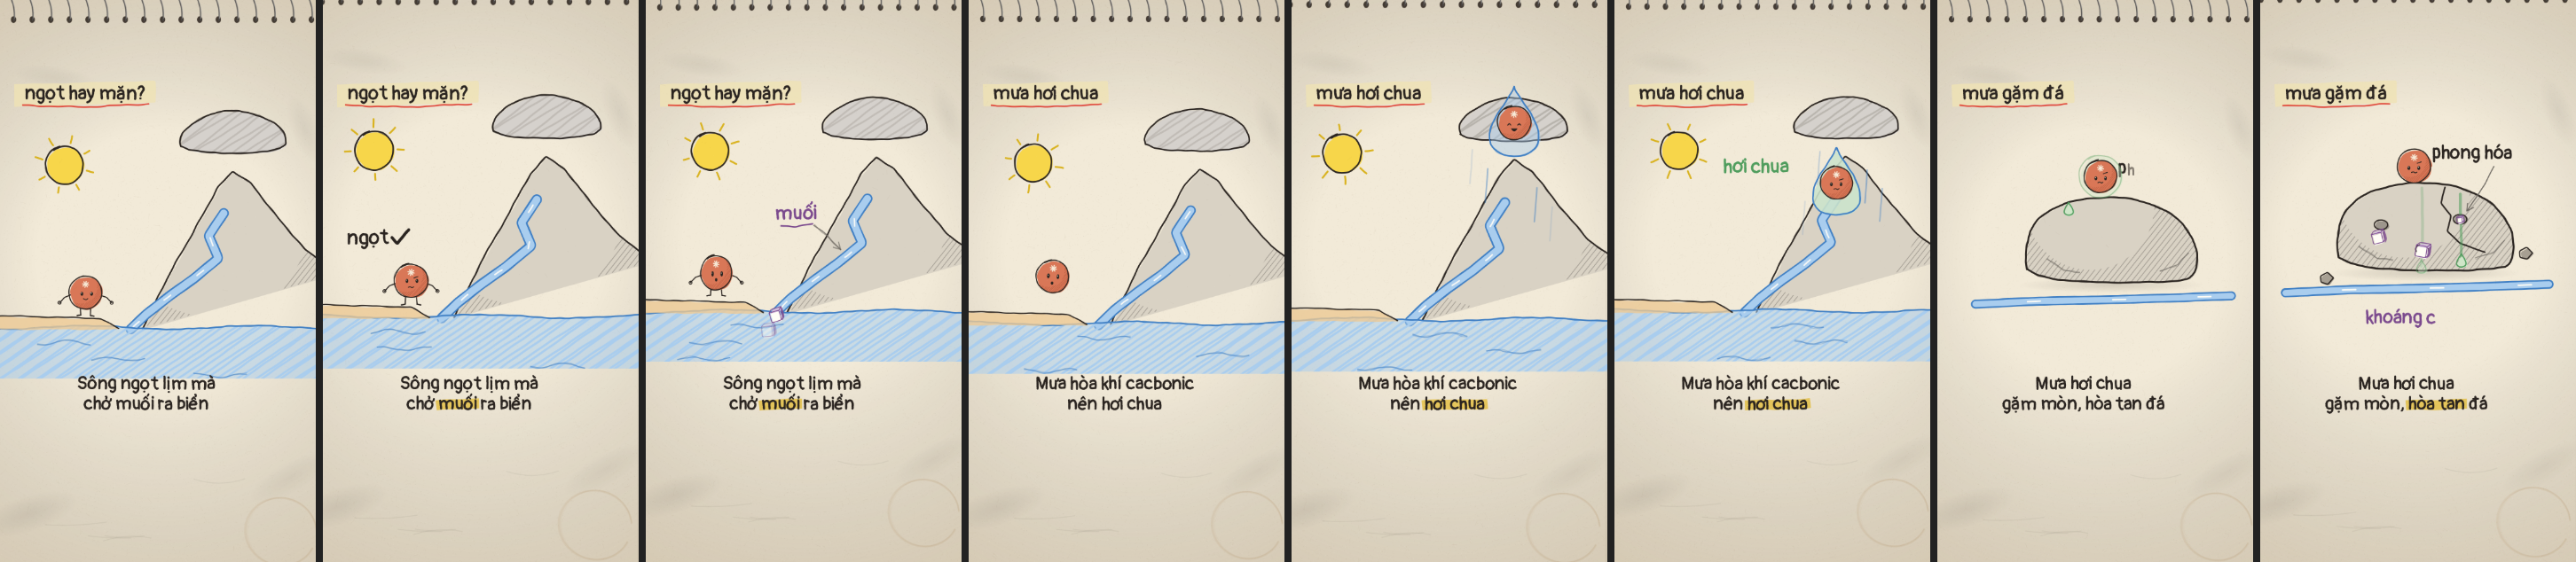 ngọt hay mặn?
Sông ngọt lịm mà
chở muối ra biển
ngọt hay mặn?
ngọt✓
Sông ngọt lịm mà
chở muối ra biển
ngọt hay mặn?
muối
Sông ngọt lịm mà
chở muối ra biển
mưa hơi chua
Mưa hòa khí cacbonic
nên hơi chua
mưa hơi chua
Mưa hòa khí cacbonic
nên hơi chua
mưa hơi chua
hơi chua
Mưa hòa khí cacbonic
nên hơi chua
mưa gặm đá
ph
Mưa hơi chua
gặm mòn, hòa tan đá
mưa gặm đá
phong hóa
khoáng c
Mưa hơi chua
gặm mòn, hòa tan đá